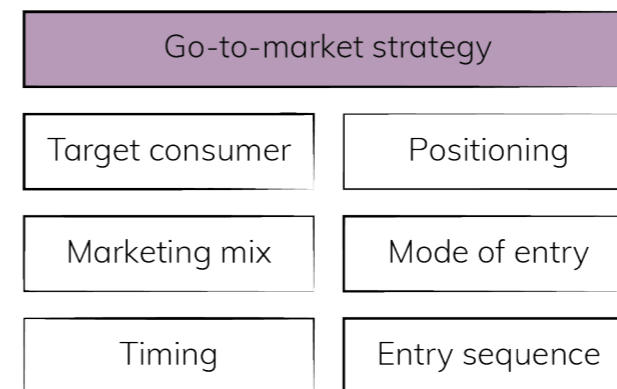 Go-to-market strategy
Target consumer
Positioning
Marketing mix
Mode of entry
Timing
Entry sequence